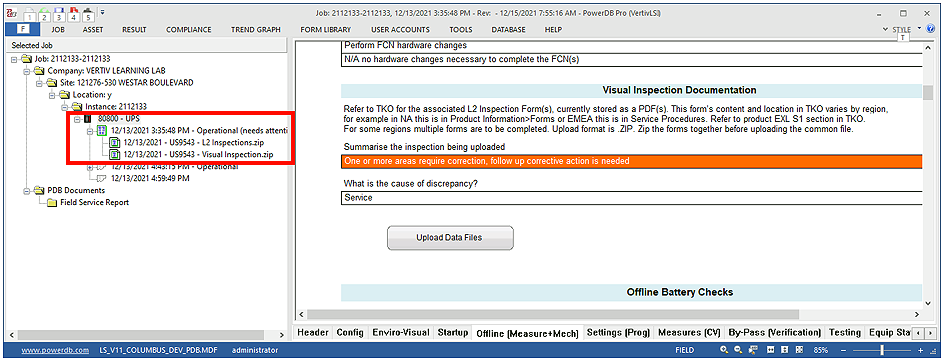 Job: 2112133-2112133, 12/13/2021 3:35:48 PM - Rev: - 12/15/2021 7:55:16 AM - PowerDB Pro (VertivLSI)
1 2 3 4
F JOB ASSET RESULT COMPLIANCE TREND GRAPH FORM LIBRARY USER ACCOUNTS TOOLS DATABASE HELP STYLE
T
Selected Job
Job: 2112133-2112133
Company: VERTIV LEARNING LAB
Site: 121276-530 WESTAR BOULEVARD
Location: y
Instance: 2112133
80800 - UPS
12/13/2021 3:35:48 PM - Operational (needs attenti
12/13/2021 - US9543 - L2 Inspections.zip
12/13/2021 - US9543 - Visual Inspection.zip
12/13/2021 4:43:15 PM - Operational
12/13/2021 4:59:49 PM
PDB Documents
Field Service Report
Perform FCN hardware changes
N/A no hardware changes necessary to complete the FCN(s)
Visual Inspection Documentation
Refer to TKO for the associated L2 Inspection Form(s), currently stored as a PDF(s). This form's content and location in TKO varies by region,
for example in NA this is in Product Information>Forms or EMEA this is in Service Procedures. Refer to product EXL S1 section in TKO.
For some regions multiple forms are to be completed. Upload format is .ZIP. Zip the forms together before uploading the common file.
Summarise the inspection being uploaded
One or more areas require correction, follow up corrective action is needed
What is the cause of discrepancy?
Service
Upload Data Files
Offline Battery Checks
Header Config Enviro-Visual Startup Offline (Measure+Mech) Settings (Prog) Measures (CV) By-Pass (Verification) Testing Equip Sta
www.powerdb.com LS_V11_COLUMBUS_DEV_PDB.MDF administrator FIELD 85%